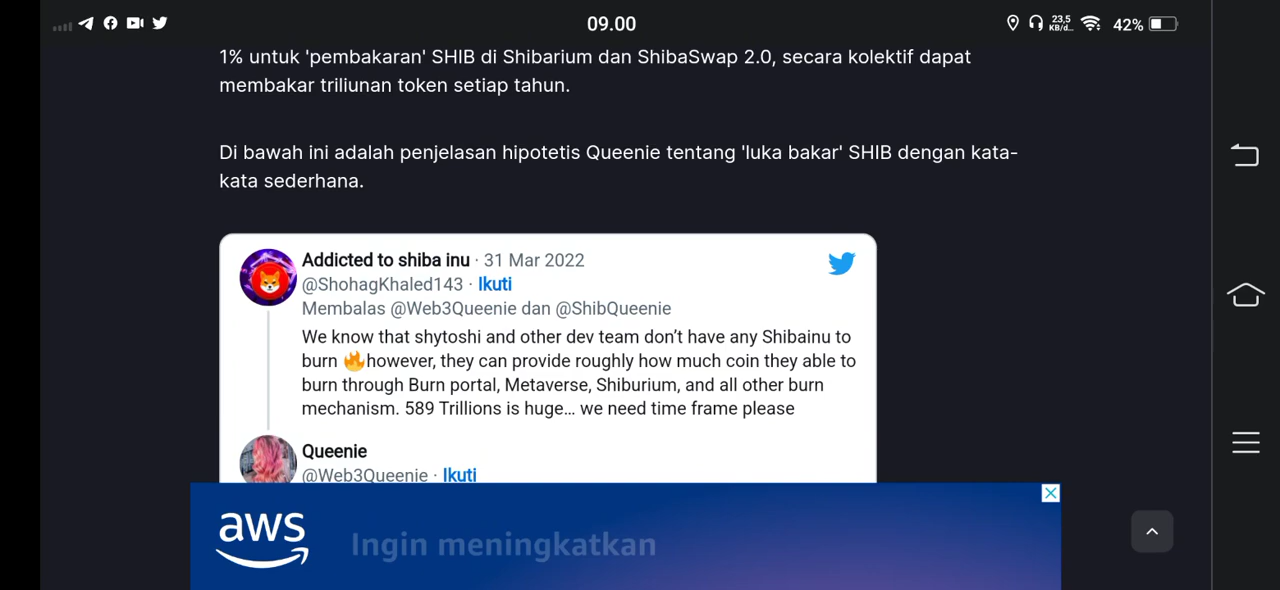 09.00
23,5
KB/d...
42%
1% untuk 'pembakaran' SHIB di Shibarium dan ShibaSwap 2.0, secara kolektif dapat
membakar triliunan token setiap tahun.
Di bawah ini adalah penjelasan hipotetis Queenie tentang 'luka bakar' SHIB dengan kata-
kata sederhana.
Addicted to shiba inu · 31 Mar 2022
@ShohagKhaled143 · Ikuti
Membalas @Web3Queenie dan @ShibQueenie
We know that shytoshi and other dev team don’t have any Shibainu to
burn 🔥however, they can provide roughly how much coin they able to
burn through Burn portal, Metaverse, Shiburium, and all other burn
mechanism. 589 Trillions is huge… we need time frame please
Queenie
@Web3Queenie · Ikuti
aws
Ingin meningkatkan